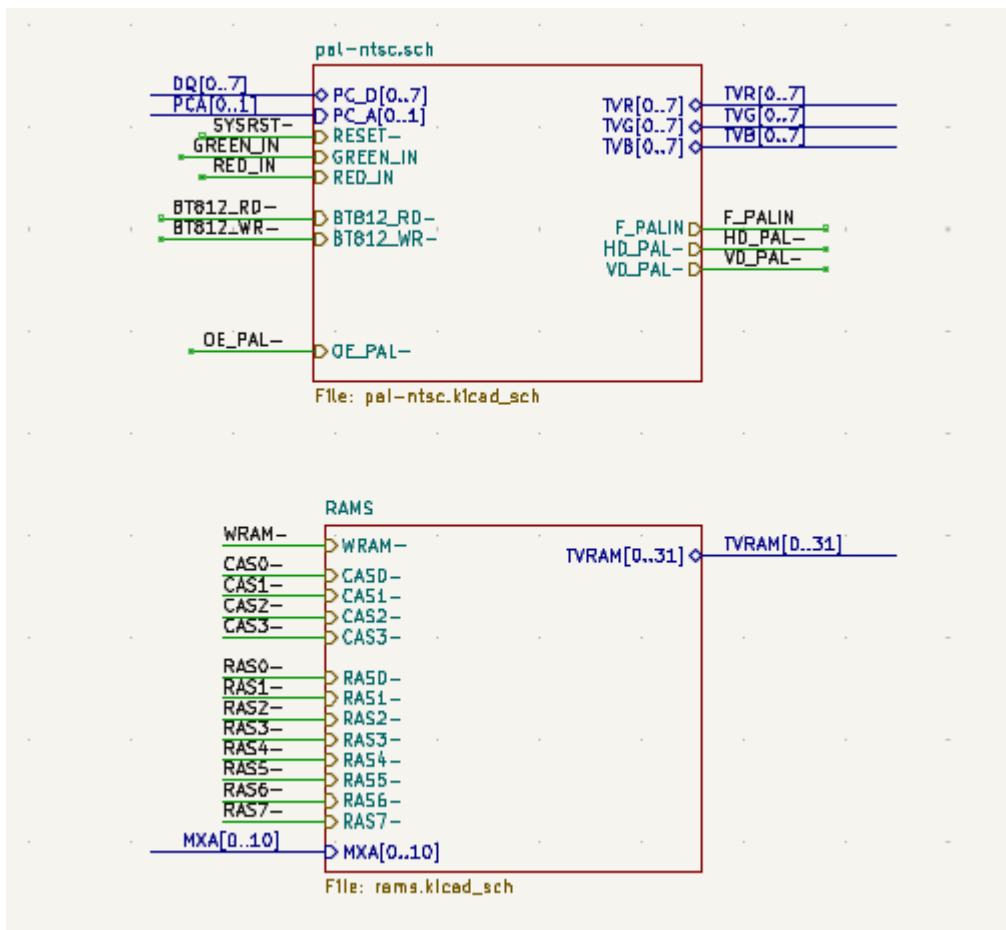 pal-ntsc.sch
DQ[0..7]
PC_D[0..7]
TVR[0..7]
TVR[0..7]
PCA[0..1]
PC_A[0..1]
TVG[0..7]
TVG[0..7]
SYSRST-
RESET-
TVB[0..7]
TVB[0..7]
GREEN_IN
GREEN_IN
RED_IN
RED_IN
BT812_RD-
BT812_RD-
F_PALIN
F_PALIN
BT812_WR-
BT812_WR-
HD_PAL-
HD_PAL-
VD_PAL-
VD_PAL-
OE_PAL-
OE_PAL-
File: pal-ntsc.kicad_sch
RAMS
WRAM-
WRAM-
TVRAM[0..31]
TVRAM[0..31]
CAS0-
CAS0-
CAS1-
CAS1-
CAS2-
CAS2-
CAS3-
CAS3-
RAS0-
RAS0-
RAS1-
RAS1-
RAS2-
RAS2-
RAS3-
RAS3-
RAS4-
RAS4-
RAS5-
RAS5-
RAS6-
RAS6-
RAS7-
RAS7-
MXA[0..10]
MXA[0..10]
File: rams.kicad_sch